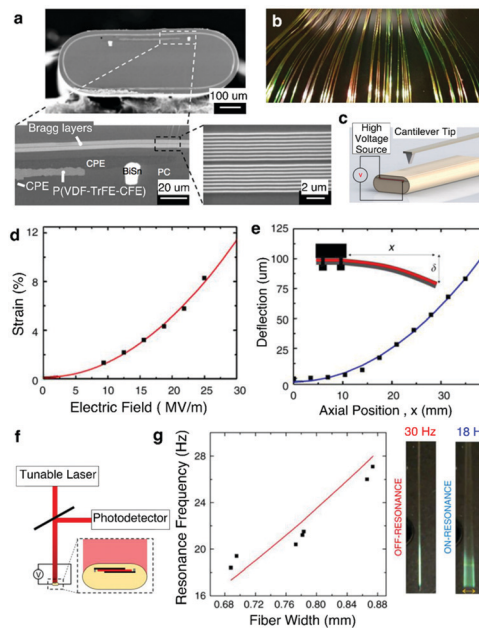 a
100 um
b
Bragg layers
CPE
CPE
P(VDF-TrFE-CFE)
BiSn
PC
20 um
2 um
c
High
Voltage
Source
Cantilever Tip
V
d
Strain (%)
12
8
4
0
0 5 10 15 20 25 30
Electric Field ( MV/m)
e
Deflection (um)
100
75
50
25
0
x
δ
0 10 20 30
Axial Position , x (mm)
f
Tunable Laser
Photodetector
V
g
Resonance Frequency (Hz)
28
24
20
16
0.68 0.72 0.76 0.80 0.84 0.88
Fiber Width (mm)
30 Hz
OFF-RESONANCE
18 H
ON-RESONANCE